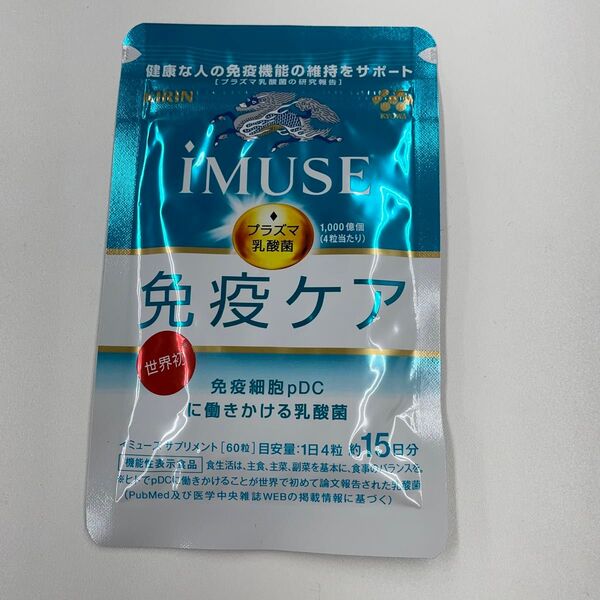 健康な人の免疫機能の維持をサポート
[プラズマ乳酸菌の研究報告]
KIRIN
KYOWA
iMUSE
プラズマ
乳酸菌
1,000億個
(4粒当たり)
免疫ケア
世界初※
免疫細胞pDC
に働きかける乳酸菌
イミューズ サプリメント [60粒] 目安量:1日4粒 約15日分
機能性表示食品 食生活は、主食、主菜、副菜を基本に、食事のバランスを。
※ヒトでpDCに働きかけることが世界で初めて論文報告された乳酸菌
(PubMed及び医学中央雑誌WEBの掲載情報に基づく)